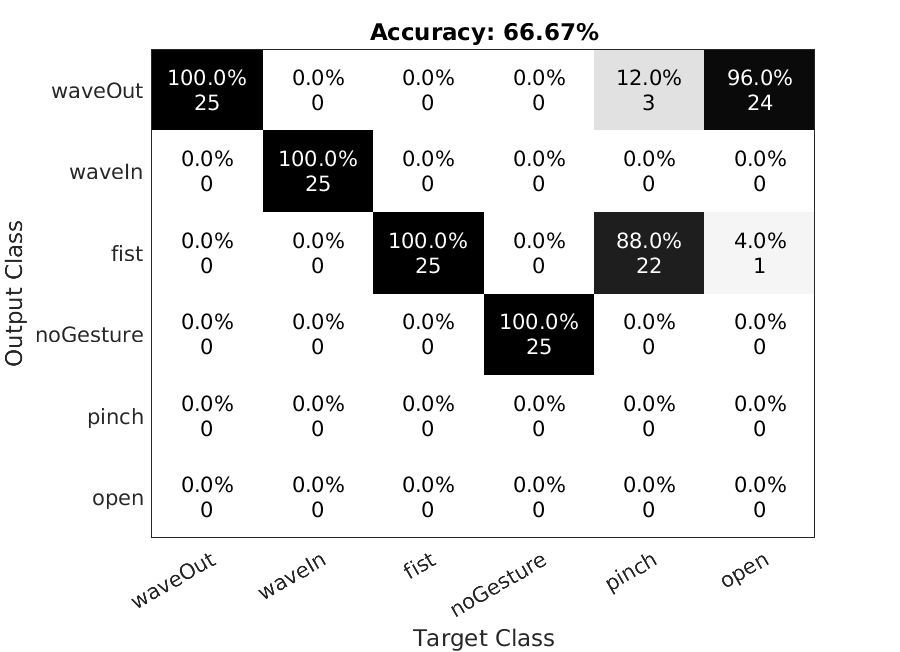 Accuracy: 66.67%
Output Class
waveOut
100.0% 0.0% 0.0% 0.0% 12.0% 96.0%
25 0 0 0 3 24
waveIn
0.0% 100.0% 0.0% 0.0% 0.0% 0.0%
0 25 0 0 0 0
fist
0.0% 0.0% 100.0% 0.0% 88.0% 4.0%
0 0 25 0 22 1
noGesture
0.0% 0.0% 0.0% 100.0% 0.0% 0.0%
0 0 0 25 0 0
pinch
0.0% 0.0% 0.0% 0.0% 0.0% 0.0%
0 0 0 0 0 0
open
0.0% 0.0% 0.0% 0.0% 0.0% 0.0%
0 0 0 0 0 0
waveOut waveIn fist noGesture pinch open
Target Class